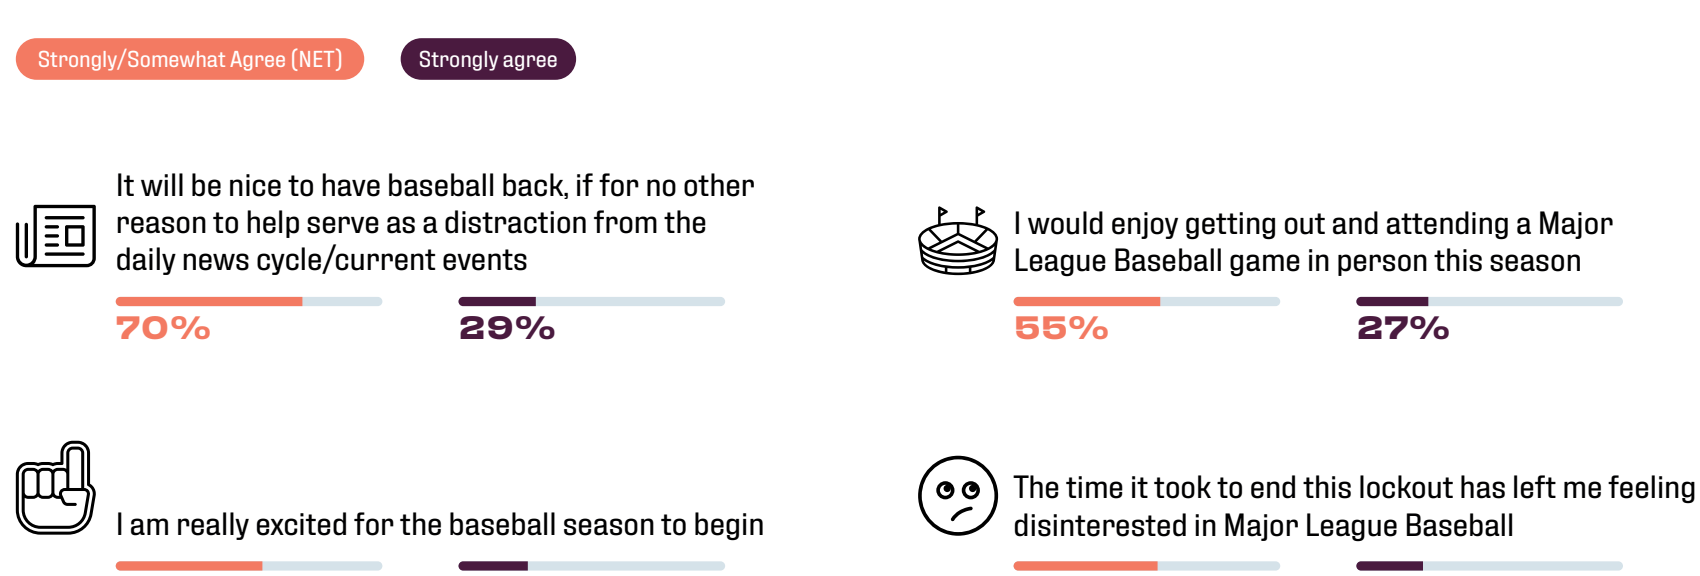 Strongly/Somewhat Agree (NET)
Strongly agree
It will be nice to have baseball back, if for no other
reason to help serve as a distraction from the
daily news cycle/current events
70%
29%
I would enjoy getting out and attending a Major
League Baseball game in person this season
55%
27%
I am really excited for the baseball season to begin
The time it took to end this lockout has left me feeling
disinterested in Major League Baseball